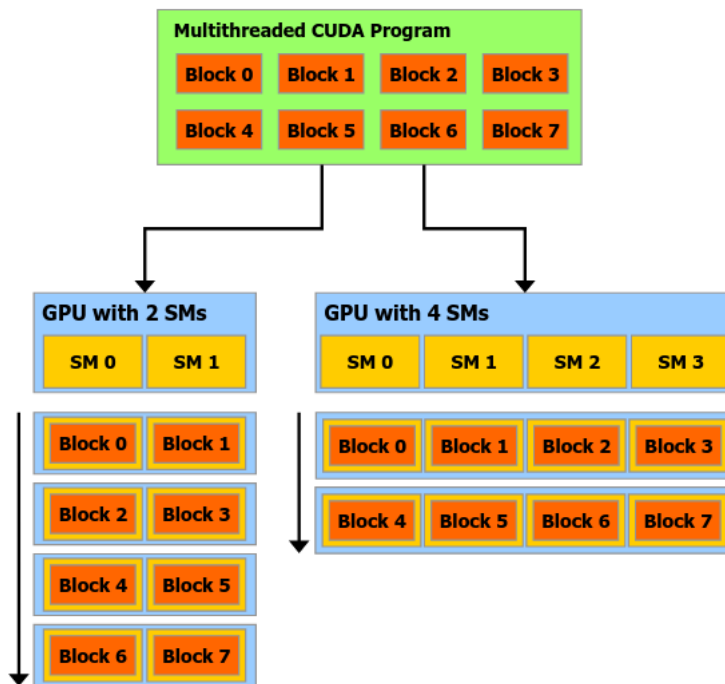 Multithreaded CUDA Program
Block 0 Block 1 Block 2 Block 3
Block 4 Block 5 Block 6 Block 7
GPU with 2 SMs
SM 0 SM 1
Block 0 Block 1
Block 2 Block 3
Block 4 Block 5
Block 6 Block 7
GPU with 4 SMs
SM 0 SM 1 SM 2 SM 3
Block 0 Block 1 Block 2 Block 3
Block 4 Block 5 Block 6 Block 7